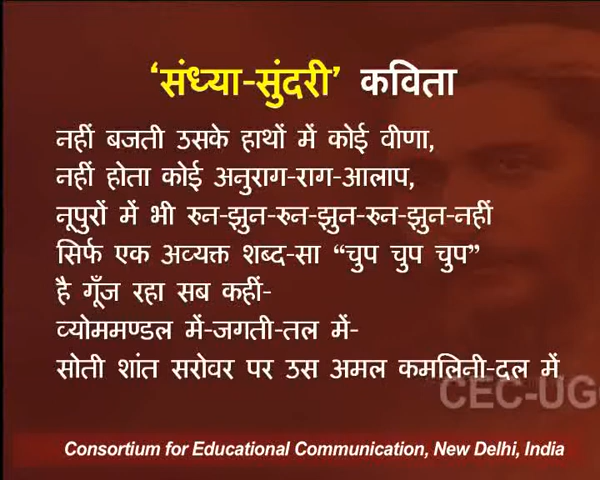 ‘संध्या-सुंदरी’ कविता
नहीं बजती उसके हाथों में कोई वीणा,
नहीं होता कोई अनुराग-राग-आलाप,
नूपुरों में भी रुन-झुन-रुन-झुन-रुन-झुन-नहीं
सिर्फ एक अव्यक्त शब्द-सा “चुप चुप चुप”
है गूँज रहा सब कहीं-
व्योममण्डल में-जगती-तल में-
सोती शांत सरोवर पर उस अमल कमलिनी-दल में
CEC-UG
Consortium for Educational Communication, New Delhi, India